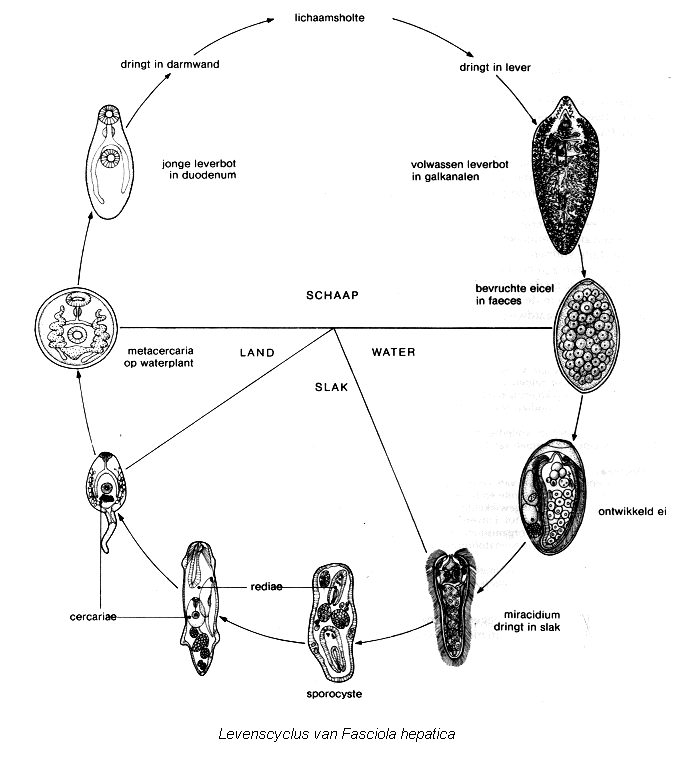 lichaamsholte
dringt in darmwand
dringt in lever
jonge leverbot
in duodenum
volwassen leverbot
in galkanalen
SCHAAP
bevruchte eicel
in faeces
metacercaria
op waterplant
LAND
WATER
SLAK
ontwikkeld ei
rediae
cercariae
miracidium
dringt in slak
sporocyste
Levenscyclus van Fasciola hepatica